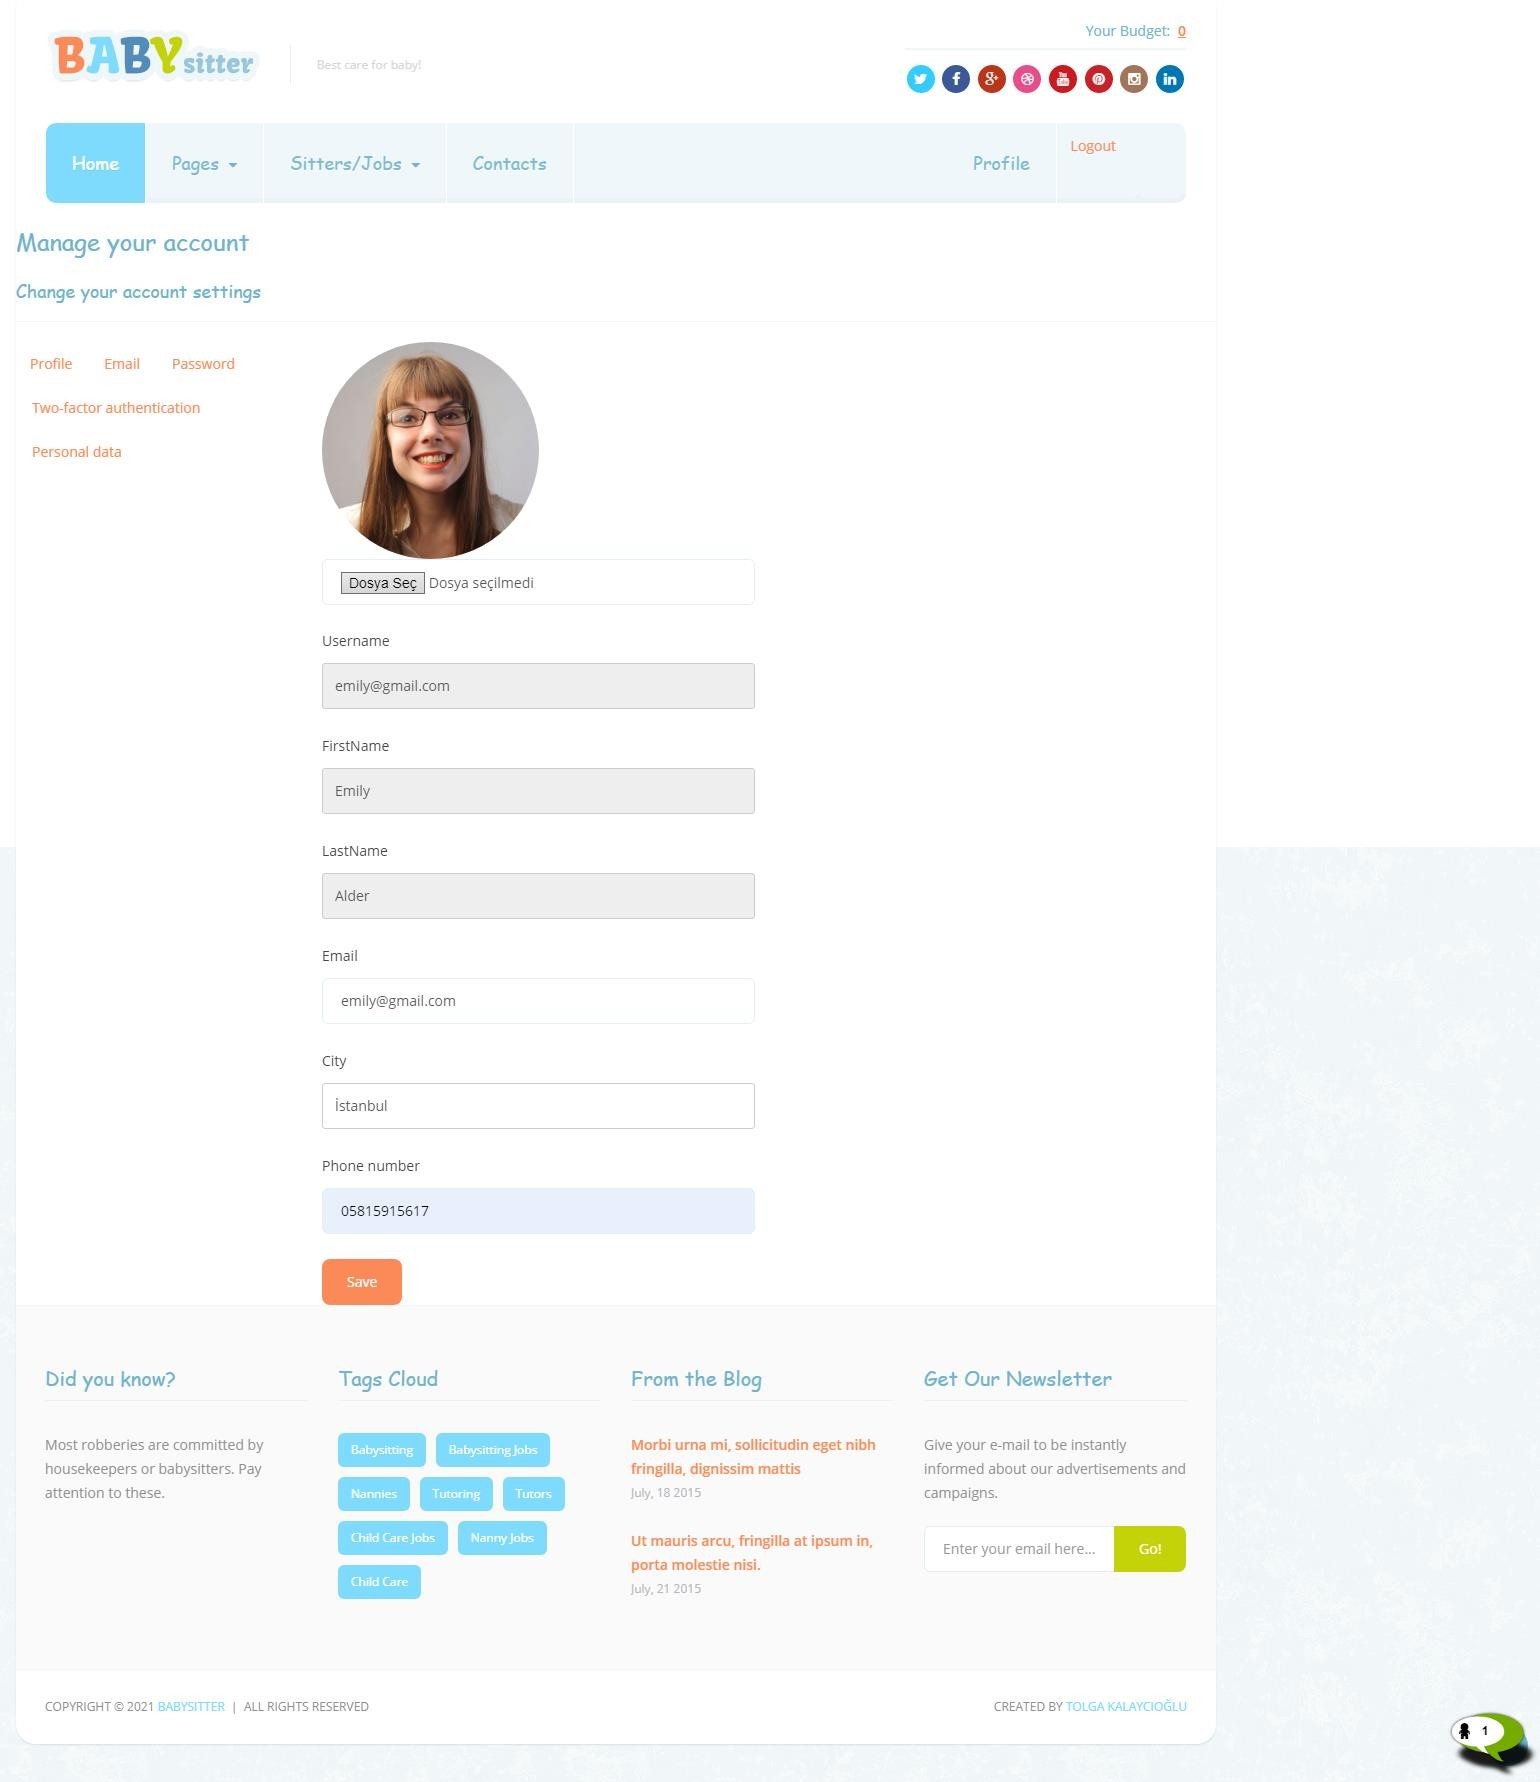 BABYsitter
Best care for baby!
Your Budget: 0
Home
Pages
Sitters/Jobs
Contacts
Profile
Logout
Manage your account
Change your account settings
Profile
Email
Password
Two-factor authentication
Personal data
Dosya Seç Dosya seçilmedi
Username
emily@gmail.com
FirstName
Emily
LastName
Alder
Email
emily@gmail.com
City
İstanbul
Phone number
05815915617
Save
Did you know?
Most robberies are committed by
housekeepers or babysitters. Pay
attention to these.
Tags Cloud
Babysitting
Babysitting Jobs
Nannies
Tutoring
Tutors
Child Care Jobs
Nanny Jobs
Child Care
From the Blog
Morbi urna mi, sollicitudin eget nibh
fringilla, dignissim mattis
July, 18 2015
Ut mauris arcu, fringilla at ipsum in,
porta molestie nisi.
July, 21 2015
Get Our Newsletter
Give your e-mail to be instantly
informed about our advertisements and
campaigns.
Enter your email here...
Go!
COPYRIGHT © 2021 BABYSITTER | ALL RIGHTS RESERVED
CREATED BY TOLGA KALAYCIOĞLU
1